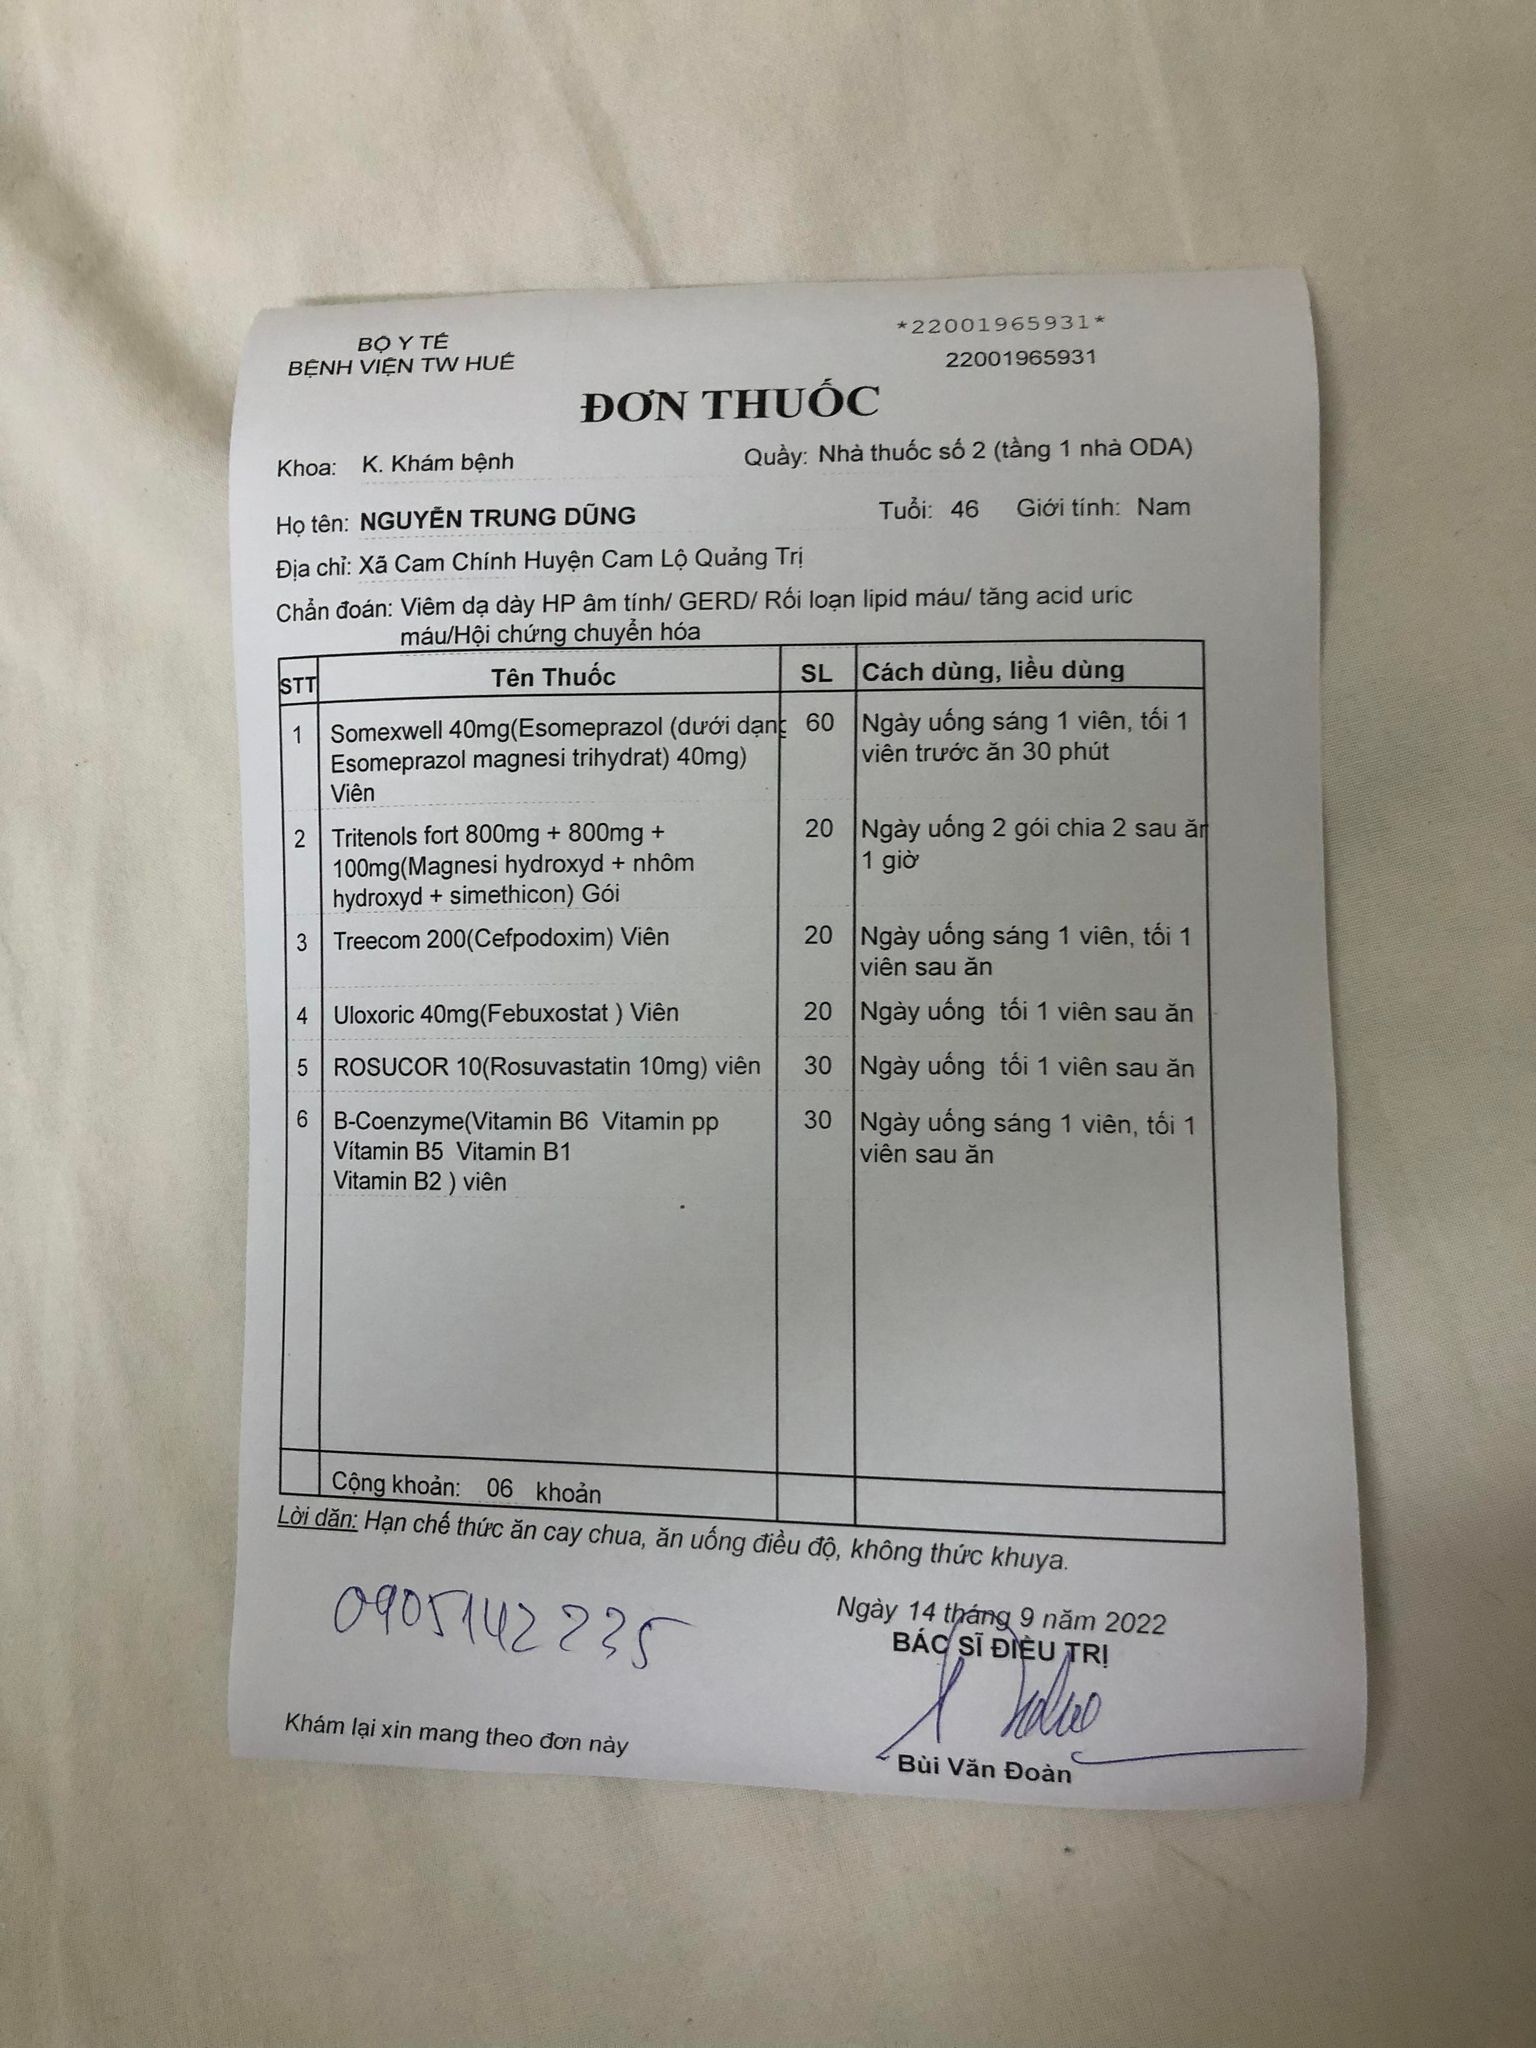 BỘ Y TẾ
BỆNH VIỆN TW HUẾ
*22001965931*
22001965931
ĐƠN THUỐC
Khoa: K. Khám bệnh
Quầy: Nhà thuốc số 2 (tầng 1 nhà ODA)
Họ tên: NGUYỄN TRUNG DŨNG Tuổi: 46 Giới tính: Nam
Địa chỉ: Xã Cam Chính Huyện Cam Lộ Quảng Trị
Chẩn đoán: Viêm dạ dày HP âm tính/ GERD/ Rối loạn lipid máu/ tăng acid uric
máu/Hội chứng chuyển hóa
STT Tên Thuốc SL Cách dùng, liều dùng
1 Somexwell 40mg(Esomeprazol (dưới dạng 60 Ngày uống sáng 1 viên, tối 1
Esomeprazol magnesi trihydrat) 40mg) viên trước ăn 30 phút
Viên
2 Tritenols fort 800mg + 800mg + 20 Ngày uống 2 gói chia 2 sau ăn
100mg(Magnesi hydroxyd + nhôm 1 giờ
hydroxyd + simethicon) Gói
3 Treecom 200(Cefpodoxim) Viên 20 Ngày uống sáng 1 viên, tối 1
viên sau ăn
4 Uloxoric 40mg(Febuxostat ) Viên 20 Ngày uống tối 1 viên sau ăn
5 ROSUCOR 10(Rosuvastatin 10mg) viên 30 Ngày uống tối 1 viên sau ăn
6 B-Coenzyme(Vitamin B6 Vitamin pp 30 Ngày uống sáng 1 viên, tối 1
Vitamin B5 Vitamin B1 viên sau ăn
Vitamin B2 ) viên
Cộng khoản: 06 khoản
Lời dăn: Hạn chế thức ăn cay chua, ăn uống điều độ, không thức khuya.
0905142235
Ngày 14 tháng 9 năm 2022
BÁC SĨ ĐIỀU TRỊ
Khám lại xin mang theo đơn này
Bùi Văn Đoàn